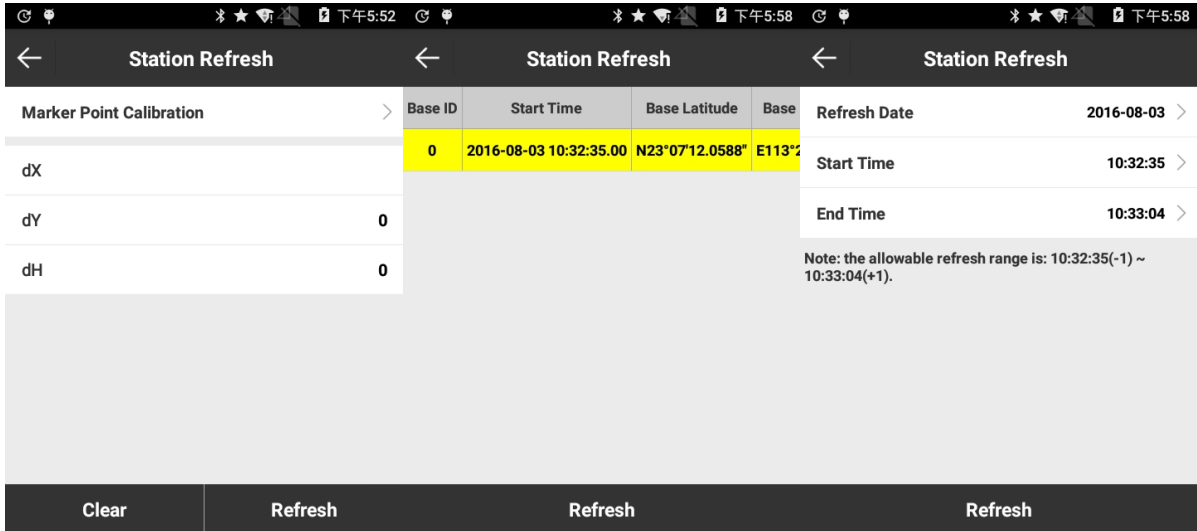 下午5:52
Station Refresh
Marker Point Calibration
dX
dY 0
dH 0
Clear Refresh
下午5:58
Station Refresh
Base ID Start Time Base Latitude Base
0 2016-08-03 10:32:35.00 N23°07'12.0588" E113°2
Refresh
下午5:58
Station Refresh
Refresh Date 2016-08-03
Start Time 10:32:35
End Time 10:33:04
Note: the allowable refresh range is: 10:32:35(-1) ~
10:33:04(+1).
Refresh